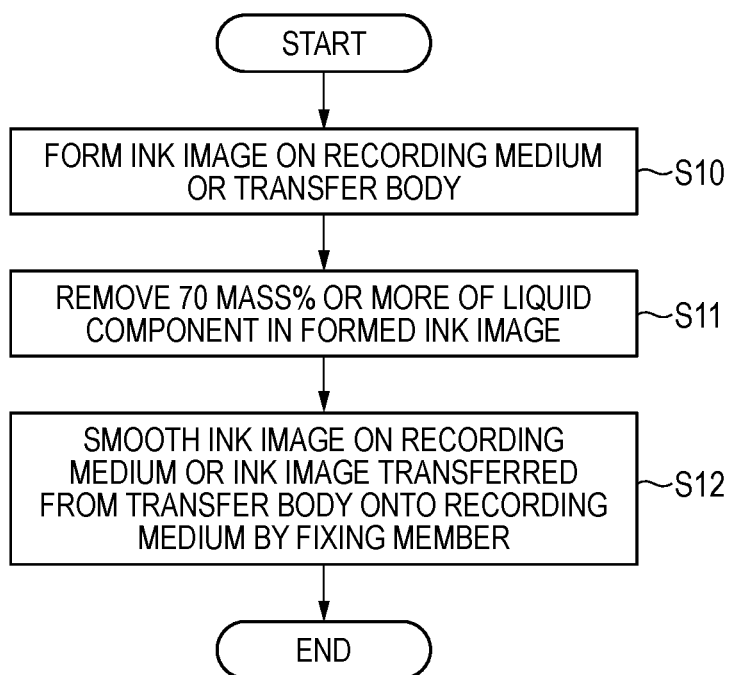 START
FORM INK IMAGE ON RECORDING MEDIUM
OR TRANSFER BODY
S10
REMOVE 70 MASS% OR MORE OF LIQUID
COMPONENT IN FORMED INK IMAGE
S11
SMOOTH INK IMAGE ON RECORDING
MEDIUM OR INK IMAGE TRANSFERRED
FROM TRANSFER BODY ONTO RECORDING
MEDIUM BY FIXING MEMBER
S12
END